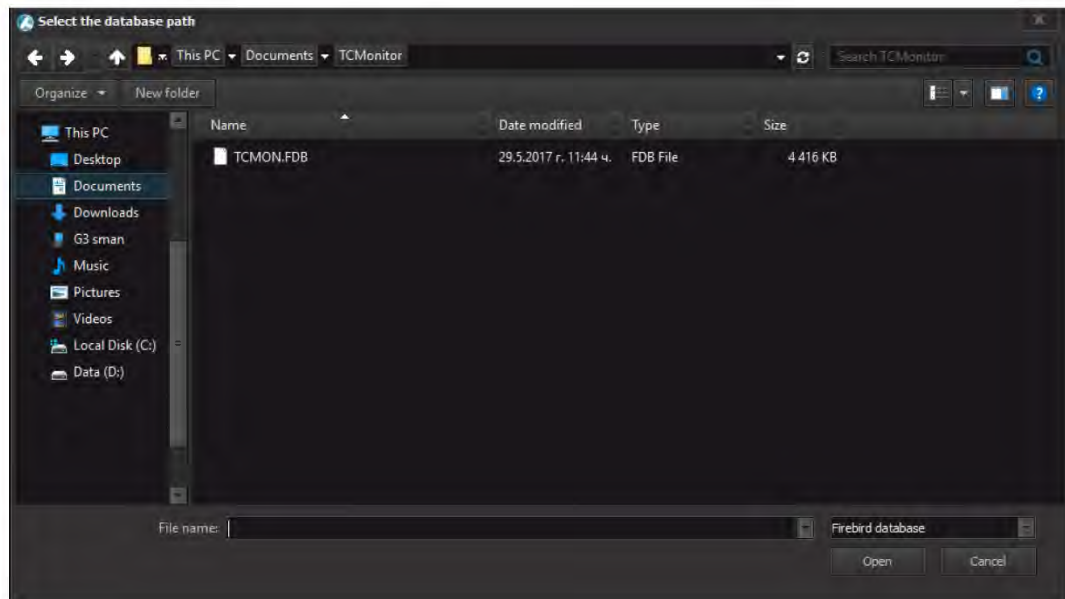 Select the database path
This PC Documents TCMonitor
Search TCMonitor
Organize New folder
Name Date modified Type Size
This PC
Desktop
Documents
Downloads
G3 sman
Music
Pictures
Videos
Local Disk (C:)
Data (D:)
TCMON.FDB 29.5.2017 г. 11:44 ч. FDB File 4 416 KB
File name:
Firebird database
Open Cancel